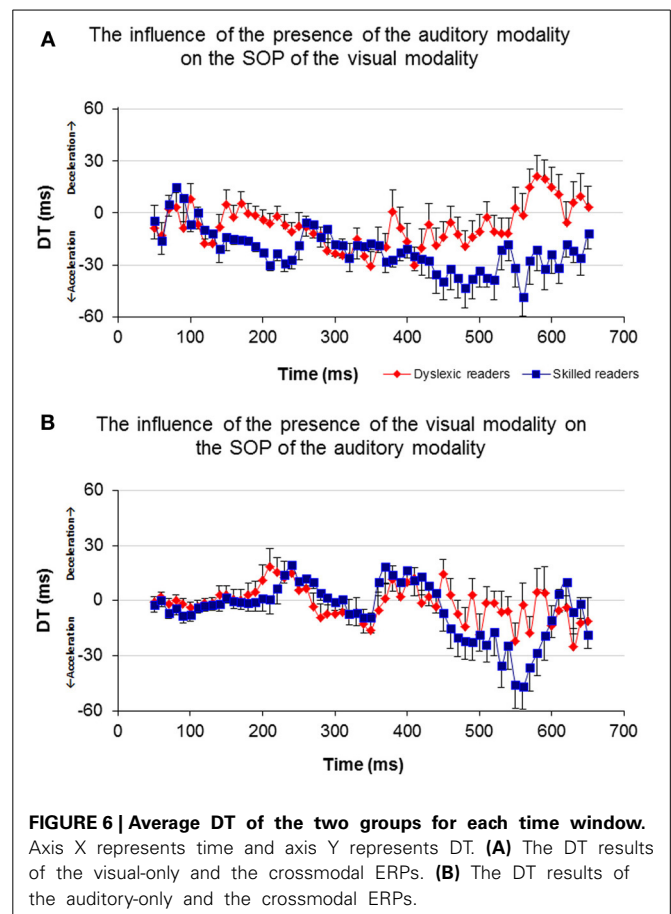 A
The influence of the presence of the auditory modality
on the SOP of the visual modality
60
30
0
-30
-60
DT (ms)
←Acceleration
Deceleration→
0
100
200
300
400
500
600
700
Time (ms)
Dyslexic readers
Skilled readers
B
The influence of the presence of the visual modality on
the SOP of the auditory modality
60
30
0
-30
-60
DT (ms)
←Acceleration
Deceleration→
0
100
200
300
400
500
600
700
Time (ms)
FIGURE 6 | Average DT of the two groups for each time window.
Axis X represents time and axis Y represents DT. (A) The DT results
of the visual-only and the crossmodal ERPs. (B) The DT results of
the auditory-only and the crossmodal ERPs.